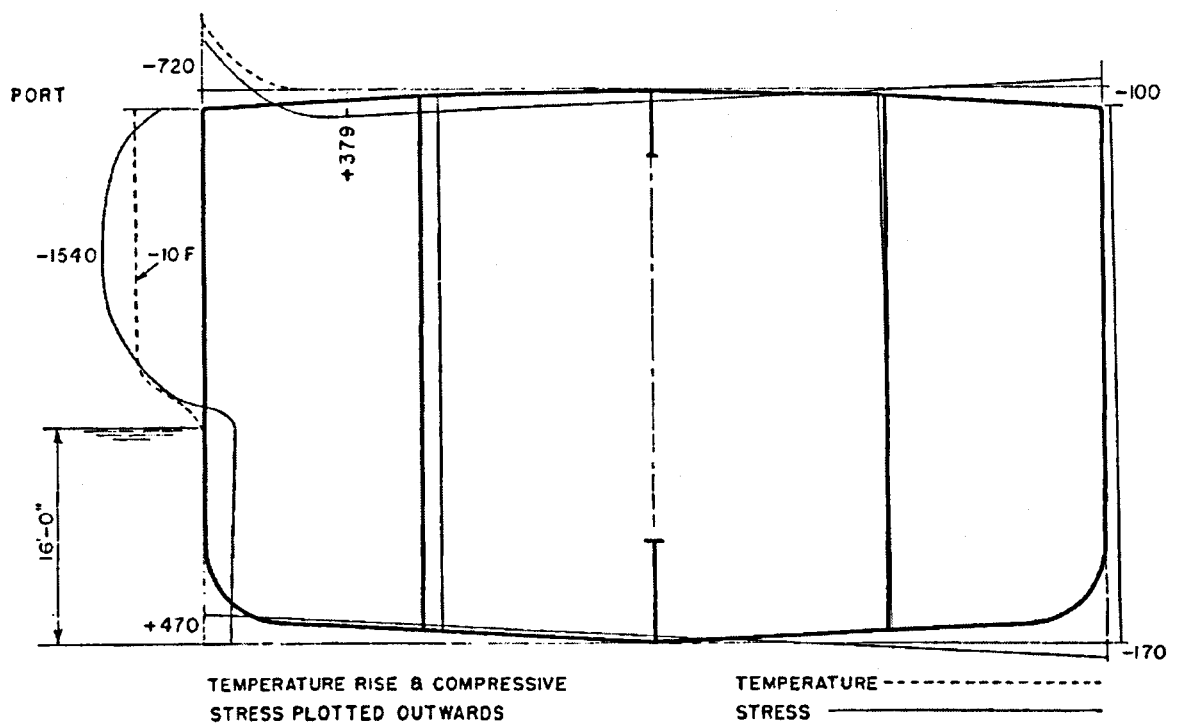 -720
PORT
-100
+379
-1540
-10 F
16'-0"
+470
-170
TEMPERATURE RISE & COMPRESSIVE
STRESS PLOTTED OUTWARDS
TEMPERATURE
STRESS